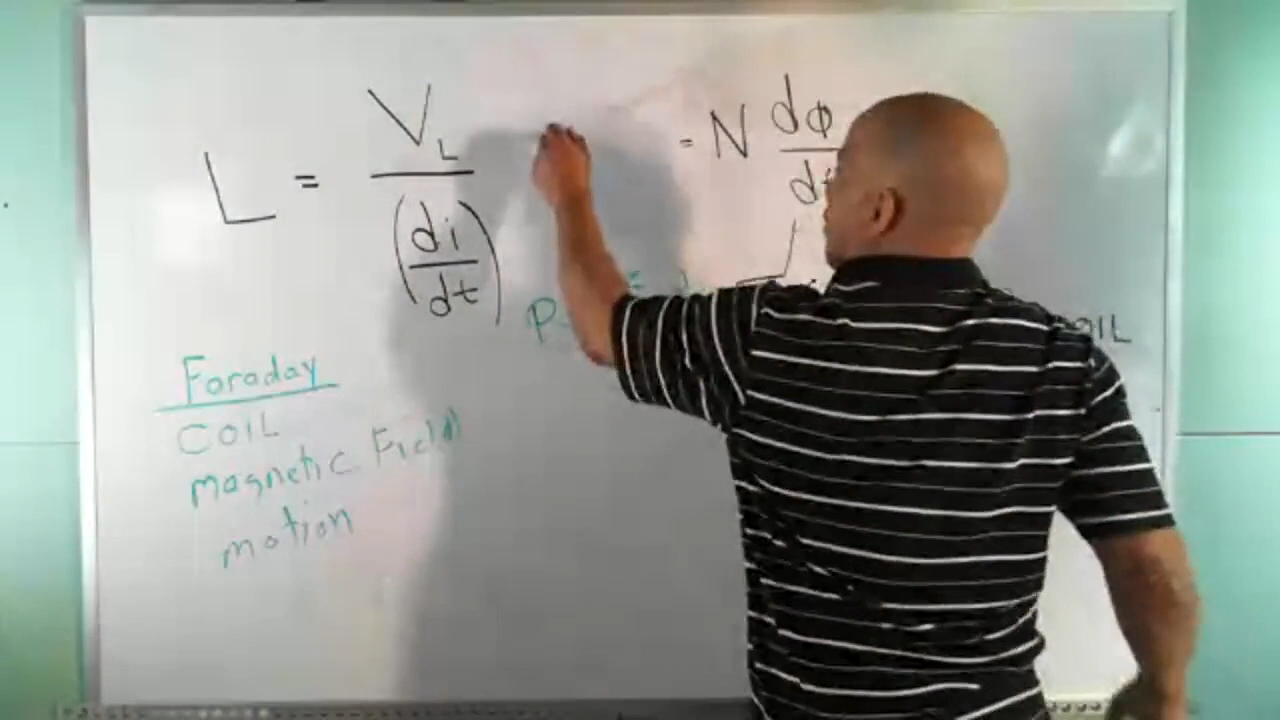 L = V_L / (di/dt)
= N dφ/dt
Faraday
COIL
magnetic Field
motion